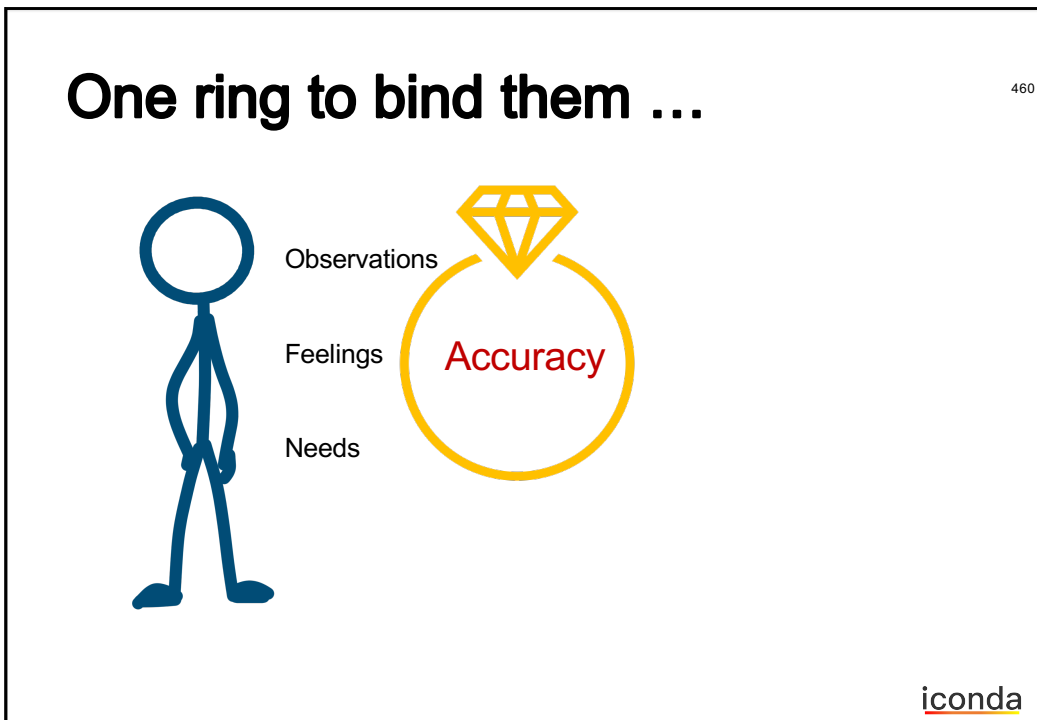 One ring to bind them …
460
Observations
Feelings
Accuracy
Needs
iconda